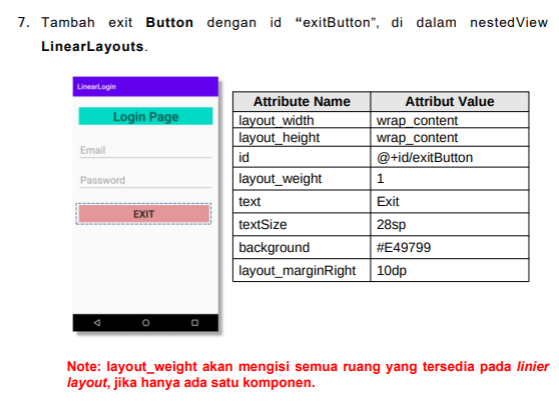 7. Tambah exit Button dengan id “exitButton”, di dalam nestedView
LinearLayouts.
LinearLogin
Login Page
Email
Password
EXIT
Attribute Name Attribut Value
layout_width wrap_content
layout_height wrap_content
id @+id/exitButton
layout_weight 1
text Exit
textSize 28sp
background #E49799
layout_marginRight 10dp
Note: layout_weight akan mengisi semua ruang yang tersedia pada linier
layout, jika hanya ada satu komponen.